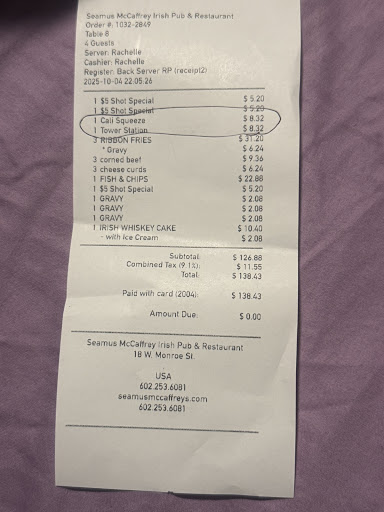 Seamus McCaffrey Irish Pub & Restaurant
Order #: 1032-2849
Table 8
4 Guests
Server: Rachelle
Cashier: Rachelle
Register: Back Server RP (receipt2)
2025-10-04 22:05:26
1 $5 Shot Special $ 5.20
1 $5 Shot Special $ 5.20
1 Cali Squeeze $ 8.32
1 Tower Station $ 8.32
3 RIBBON FRIES $ 31.20
* Gravy $ 6.24
3 corned beef $ 9.36
3 cheese curds $ 6.24
1 FISH & CHIPS $ 22.88
1 $5 Shot Special $ 5.20
1 GRAVY $ 2.08
1 GRAVY $ 2.08
1 GRAVY $ 2.08
1 IRISH WHISKEY CAKE $ 10.40
- with Ice Cream $ 2.08
Subtotal: $ 126.88
Combined Tax (9.1%): $ 11.55
Total: $ 138.43
Paid with card (2004): $ 138.43
Amount Due: $ 0.00
Seamus McCaffrey Irish Pub & Restaurant
18 W. Monroe St.
USA
602.253.6081
seamusmccaffreys.com
602.253.6081